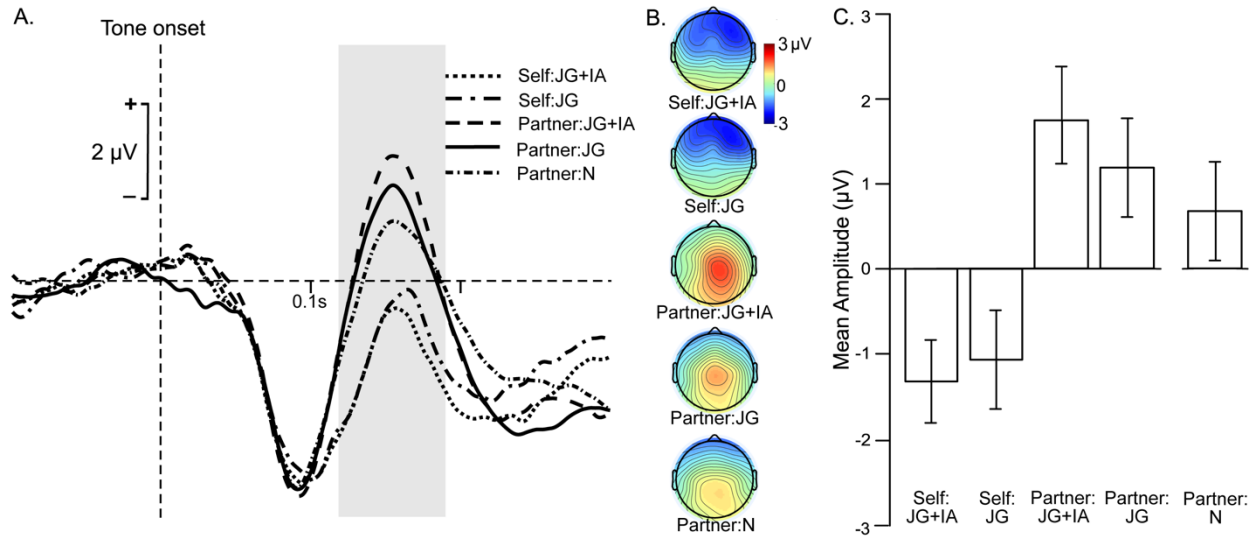 A.
Tone onset
+
2 µV
−
Self:JG+IA
Self:JG
Partner:JG+IA
Partner:JG
Partner:N
0.1s
B.
3 µV
0
-3
Self:JG+IA
Self:JG
Partner:JG+IA
Partner:JG
Partner:N
C.
Mean Amplitude (µV)
3
2
1
0
-1
-2
-3
Self:
JG+IA
Self:
JG
Partner:
JG+IA
Partner:
JG
Partner:
N